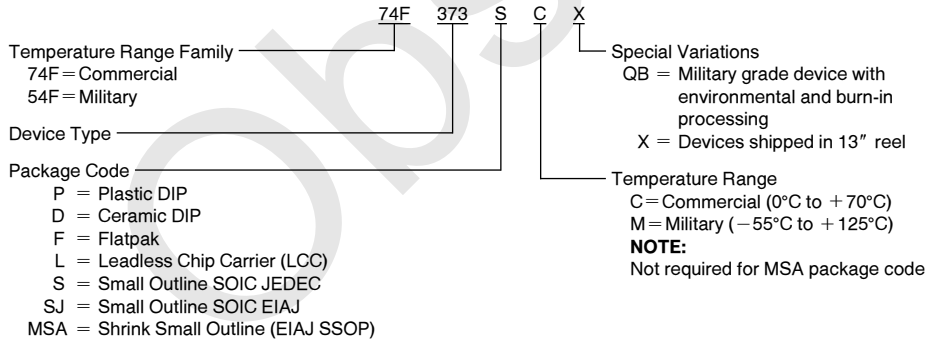 74F 373 S C X
Temperature Range Family
74F = Commercial
54F = Military
Device Type
Package Code
P = Plastic DIP
D = Ceramic DIP
F = Flatpak
L = Leadless Chip Carrier (LCC)
S = Small Outline SOIC JEDEC
SJ = Small Outline SOIC EIAJ
MSA = Shrink Small Outline (EIAJ SSOP)
Special Variations
QB = Military grade device with
environmental and burn-in
processing
X = Devices shipped in 13″ reel
Temperature Range
C = Commercial (0°C to +70°C)
M = Military (−55°C to +125°C)
NOTE:
Not required for MSA package code
Obs